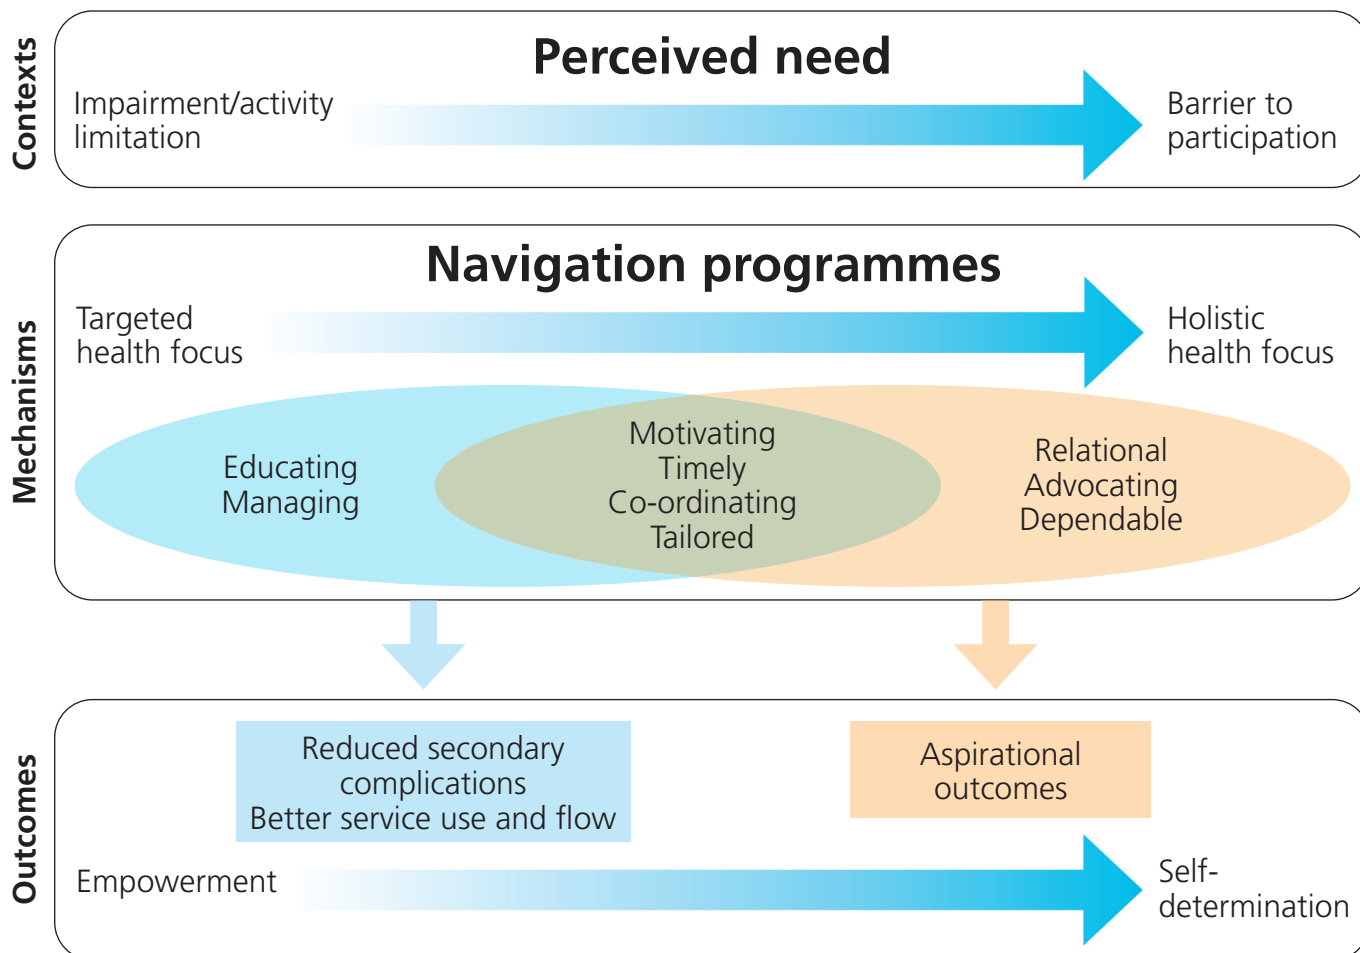 Contexts
Perceived need
Impairment/activity
limitation
Barrier to
participation
Mechanisms
Navigation programmes
Targeted
health focus
Holistic
health focus
Educating
Managing
Motivating
Timely
Co-ordinating
Tailored
Relational
Advocating
Dependable
Outcomes
Reduced secondary
complications
Better service use and flow
Aspirational
outcomes
Empowerment
Self-
determination